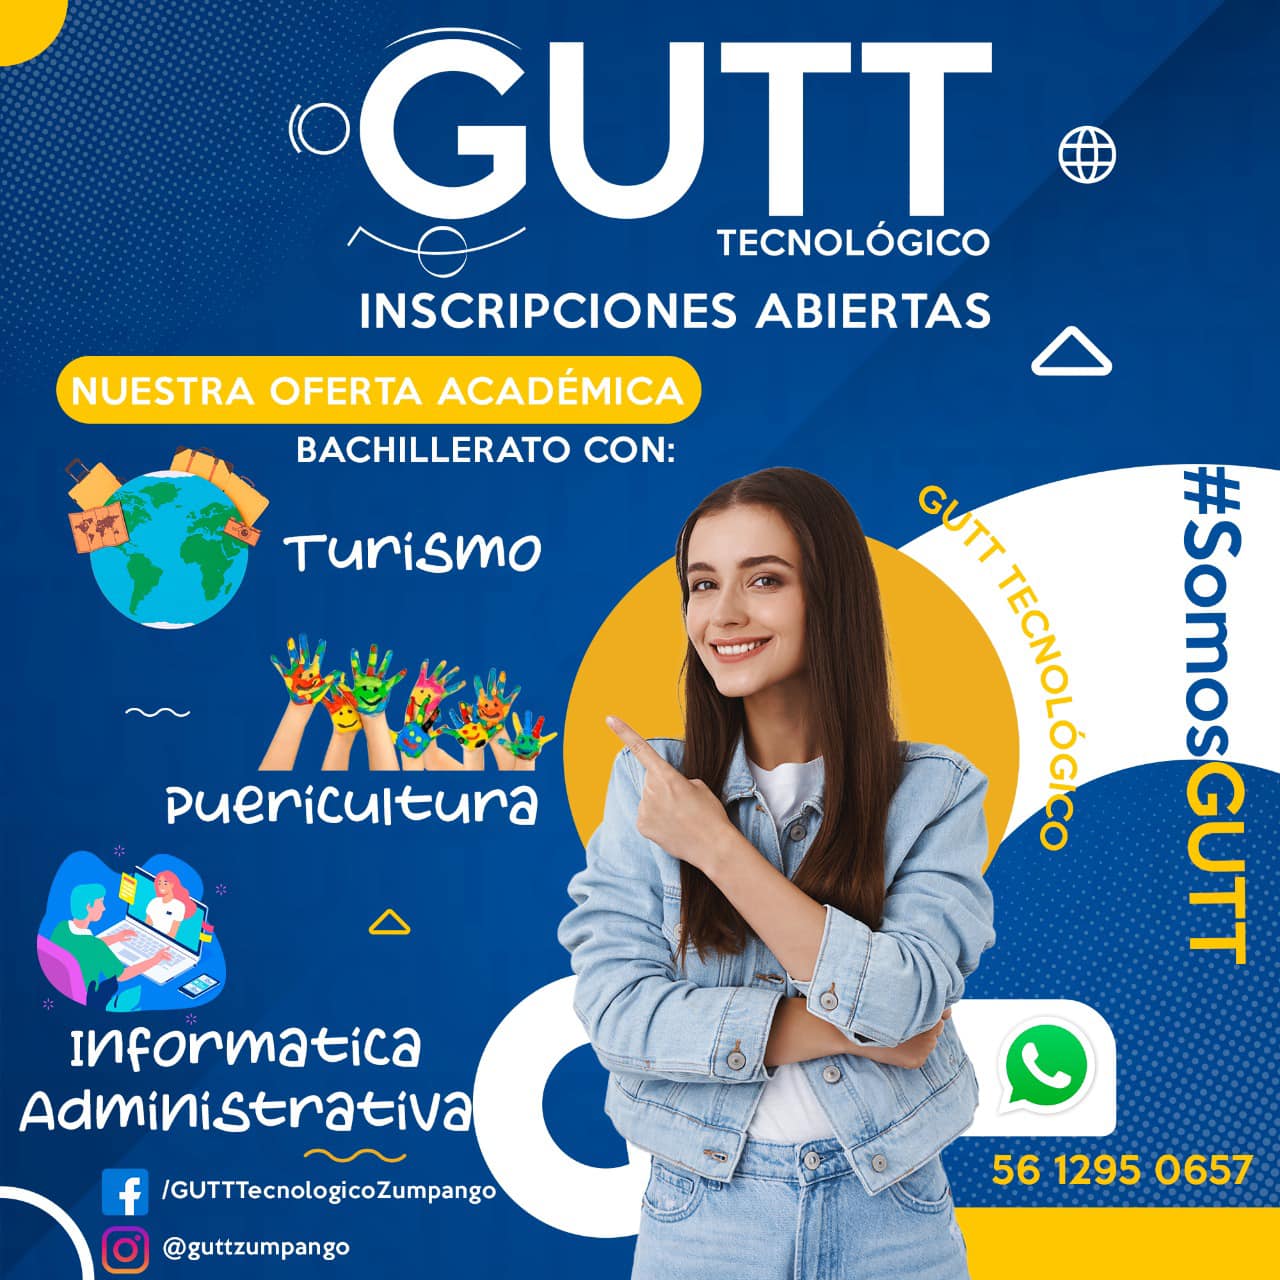 GUTT
TECNOLÓGICO
INSCRIPCIONES ABIERTAS
NUESTRA OFERTA ACADÉMICA
BACHILLERATO CON:
Turismo
Puericultura
Informatica
Administrativa
GUTT TECNOLÓGICO
#SomosGUTT
56 1295 0657
/GUTTTecnologicoZumpango
@guttzumpango